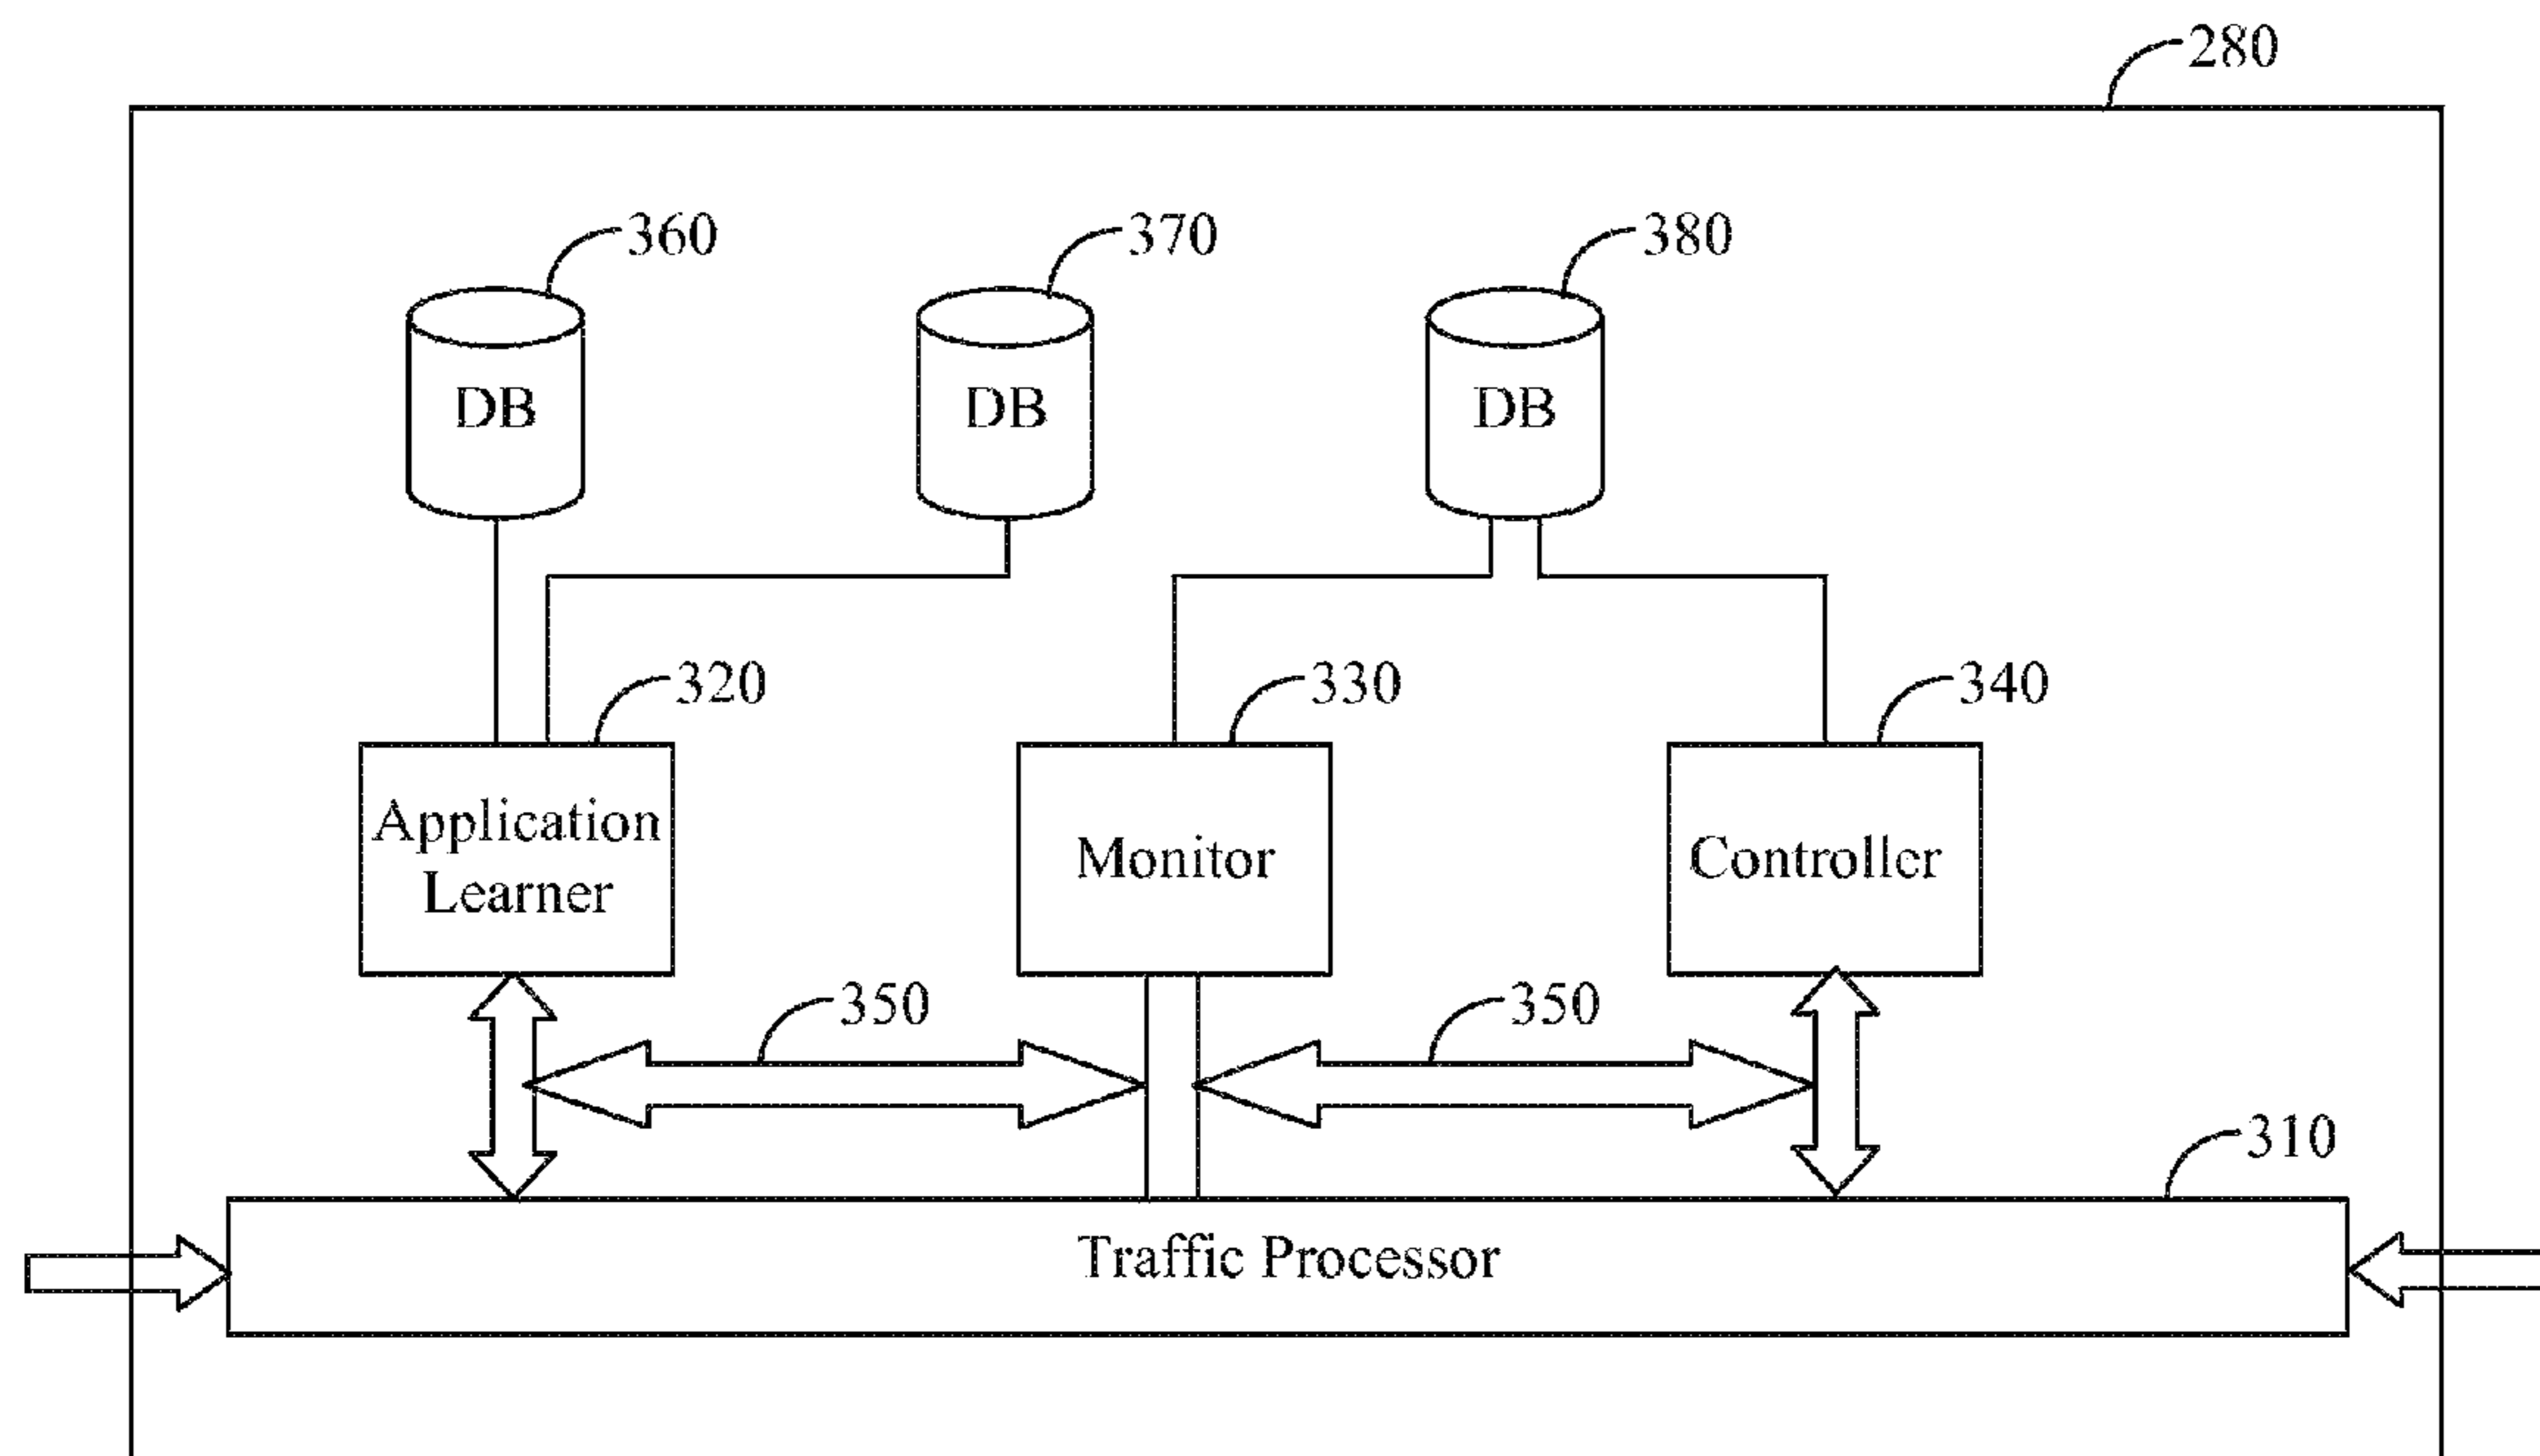 280
360
370
380
DB
DB
DB
320
330
340
Application
Learner
Monitor
Controller
350
350
310
Traffic Processor